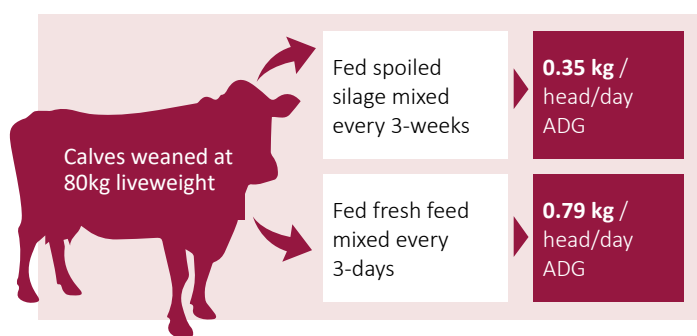 Calves weaned at
80kg liveweight
Fed spoiled
silage mixed
every 3-weeks
0.35 kg /
head/day
ADG
Fed fresh feed
mixed every
3-days
0.79 kg /
head/day
ADG